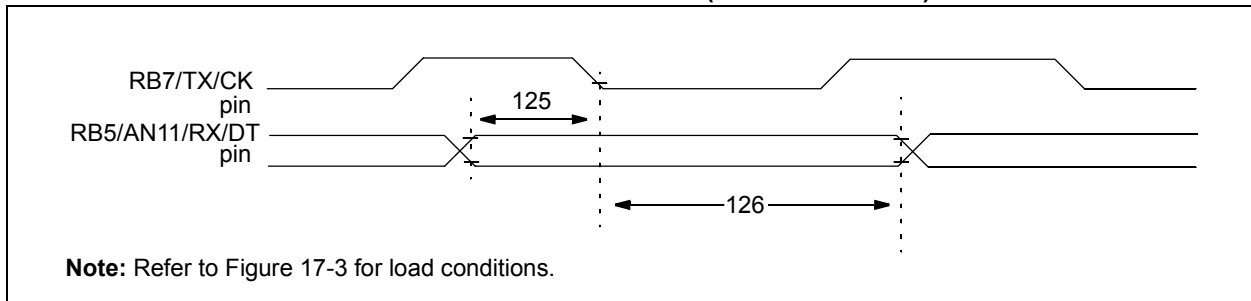 RB7/TX/CK
pin
125
RB5/AN11/RX/DT
pin
126
Note: Refer to Figure 17-3 for load conditions.